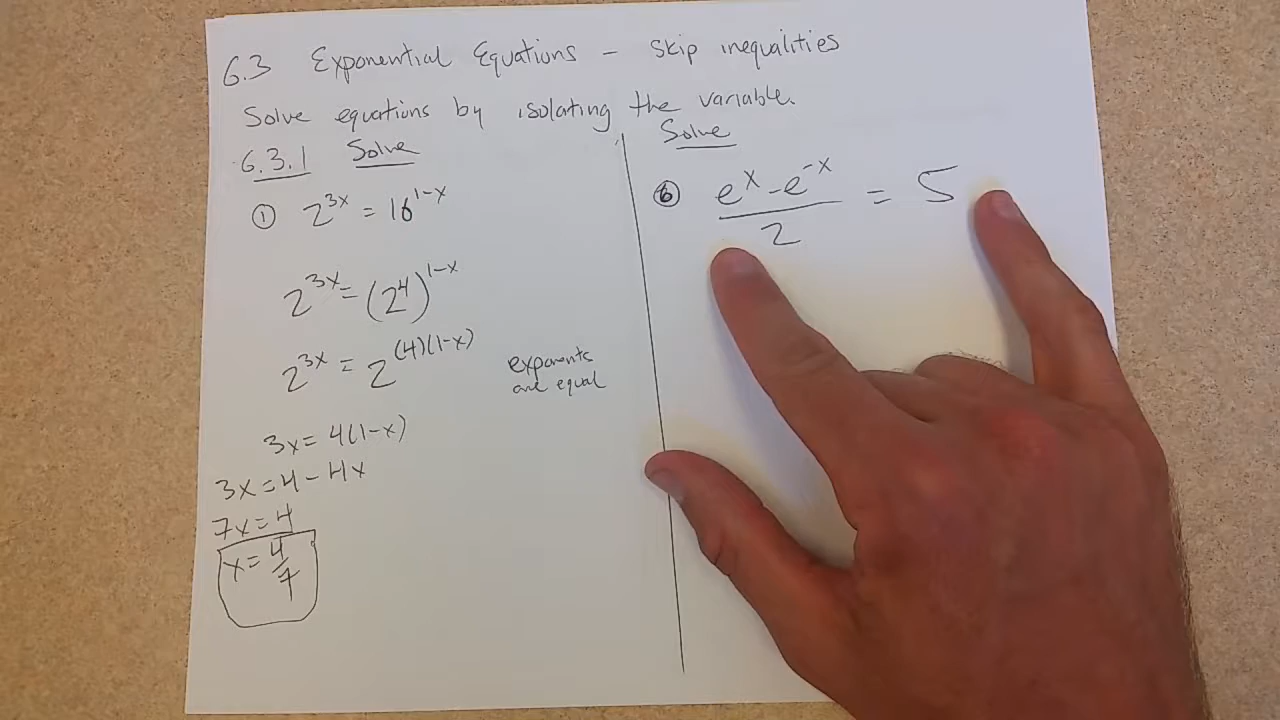 6.3 Exponential Equations - skip inequalities
Solve equations by isolating the variable.
6.3.1 Solve
① 2^{3x} = 16^{1-x}
2^{3x} = (2^4)^{1-x}
2^{3x} = 2^{(4)(1-x)}
exponents
are equal
3x = 4(1-x)
3x = 4 - 4x
7x = 4
x = 4/7
Solve
⑥ \frac{e^x - e^{-x}}{2} = 5